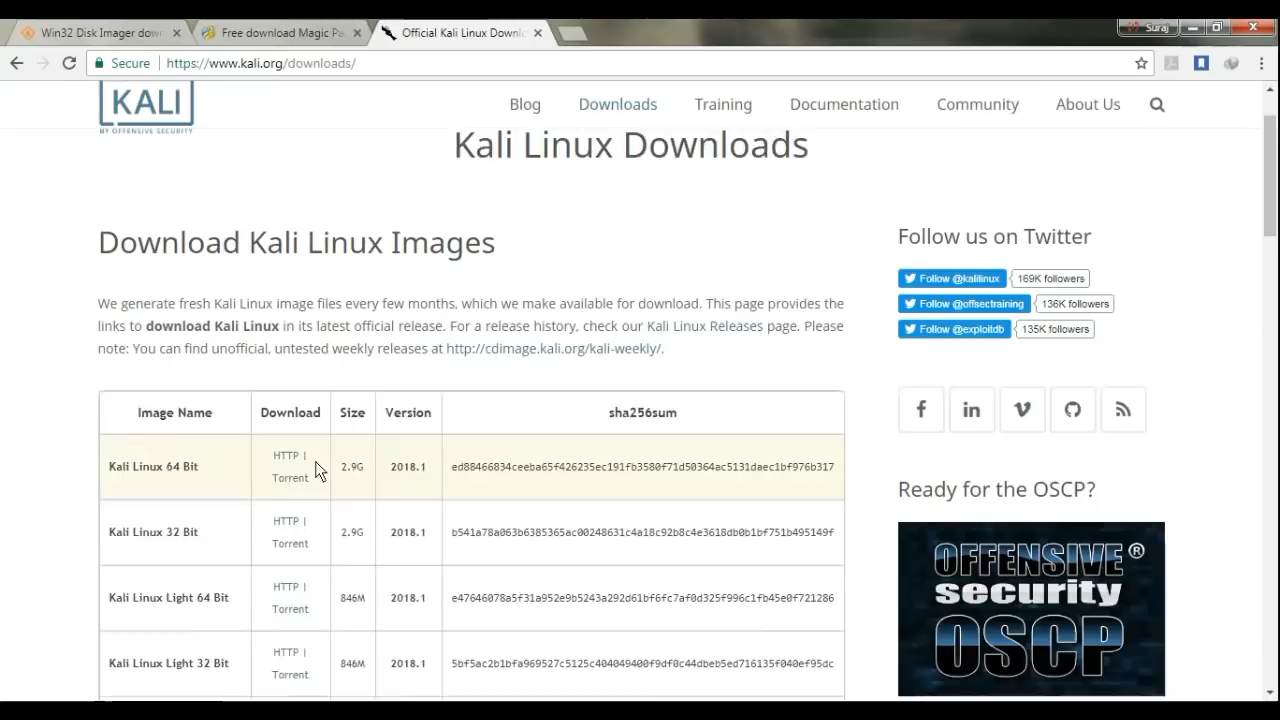 Win32 Disk Imager dow
Free download Magic Pa
Official Kali Linux Downl
Suraj
Secure
https://www.kali.org/downloads/
KALI
BY OFFENSIVE SECURITY
Blog
Downloads
Training
Documentation
Community
About Us
Kali Linux Downloads
Download Kali Linux Images
We generate fresh Kali Linux image files every few months, which we make available for download. This page provides the
links to download Kali Linux in its latest official release. For a release history, check our Kali Linux Releases page. Please
note: You can find unofficial, untested weekly releases at http://cdimage.kali.org/kali-weekly/.
Image Name Download Size Version sha256sum
Kali Linux 64 Bit HTTP | Torrent 2.9G 2018.1 ed88466834ceeba65f426235ec191fb3580f71d50364ac5131daec1bf976b317
Kali Linux 32 Bit HTTP | Torrent 2.9G 2018.1 b541a78a063b6385365ac00248631c4a18c92b8c4e3618db0b1bf751b495149f
Kali Linux Light 64 Bit HTTP | Torrent 846M 2018.1 e47646078a5f31a952e9b5243a292d61bf6fc7af0d325f996c1fb45e0f721286
Kali Linux Light 32 Bit HTTP | Torrent 846M 2018.1 5bf5ac2b1bfa969527c5125c404049400f9df0c44dbeb5ed716135f040ef95dc
Follow us on Twitter
Follow @kalilinux 169K followers
Follow @offsectraining 136K followers
Follow @exploitdb 135K followers
Ready for the OSCP?
OFFENSIVE®
security
OSCP